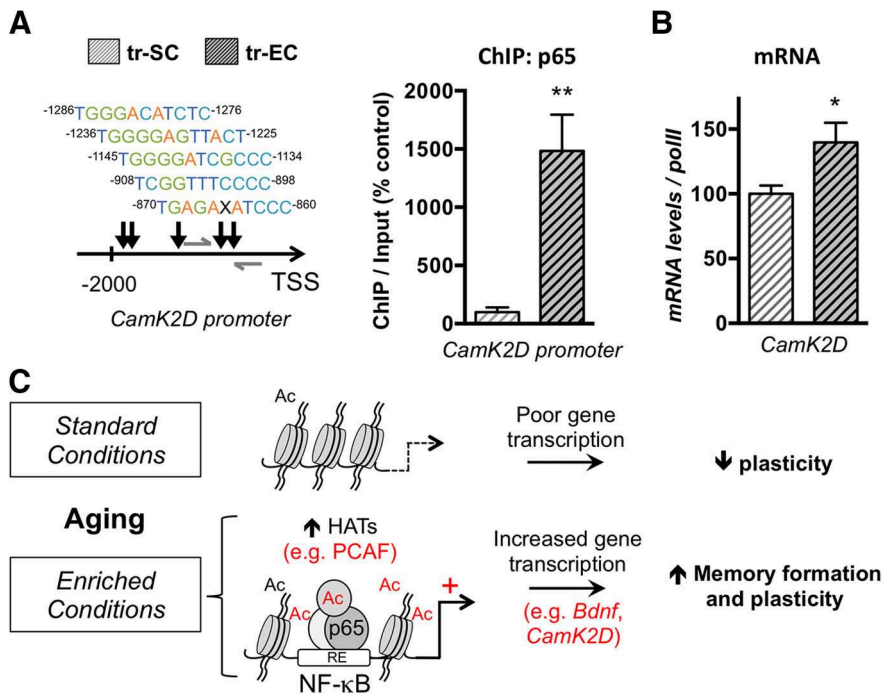 A
tr-SC
tr-EC
-1286TGGGACATCTC-1276
-1236TGGGGAGTTACT-1225
-1145TGGGGATCGCCC-1134
-908TCGGTTTCCCC-898
-870TGAGAXATCCC-860
-2000
TSS
CamK2D promoter
ChIP: p65
ChIP / Input (% control)
2000
1500
1000
500
0
**
CamK2D promoter
B
mRNA
mRNA levels / polII
150
100
50
0
*
CamK2D
C
Standard
Conditions
Ac
Poor gene
transcription
plasticity
Aging
Enriched
Conditions
HATs
(e.g. PCAF)
Ac
Ac
Ac
Ac
Ac
p65
RE
NF-κB
+
Increased gene
transcription
(e.g. Bdnf,
CamK2D)
Memory formation
and plasticity